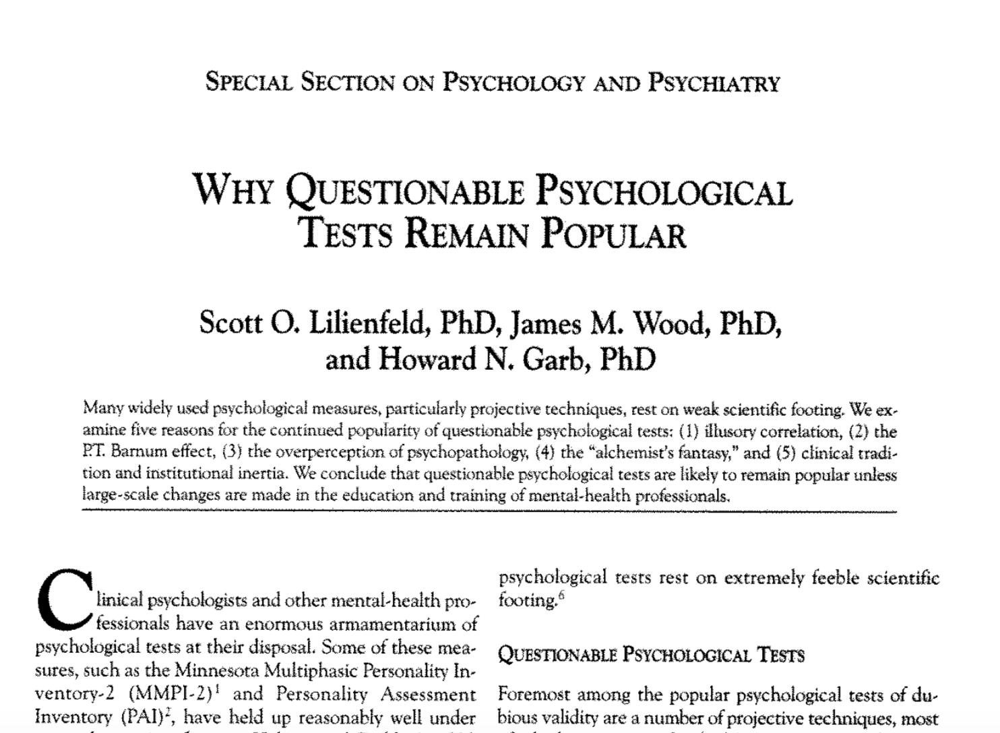 SPECIAL SECTION ON PSYCHOLOGY AND PSYCHIATRY
WHY QUESTIONABLE PSYCHOLOGICAL
TESTS REMAIN POPULAR
Scott O. Lilienfeld, PhD, James M. Wood, PhD,
and Howard N. Garb, PhD
Many widely used psychological measures, particularly projective techniques, rest on weak scientific footing. We ex-
amine five reasons for the continued popularity of questionable psychological tests: (1) illusory correlation, (2) the
P.T. Barnum effect, (3) the overperception of psychopathology, (4) the “alchemist’s fantasy,” and (5) clinical tradi-
tion and institutional inertia. We conclude that questionable psychological tests are likely to remain popular unless
large-scale changes are made in the education and training of mental-health professionals.
Clinical psychologists and other mental-health pro-
fessionals have an enormous armamentarium of
psychological tests at their disposal. Some of these mea-
sures, such as the Minnesota Multiphasic Personality In-
ventory-2 (MMPI-2)¹ and Personality Assessment
Inventory (PAI)², have held up reasonably well under
psychological tests rest on extremely feeble scientific
footing.⁶
QUESTIONABLE PSYCHOLOGICAL TESTS
Foremost among the popular psychological tests of du-
bious validity are a number of projective techniques, most